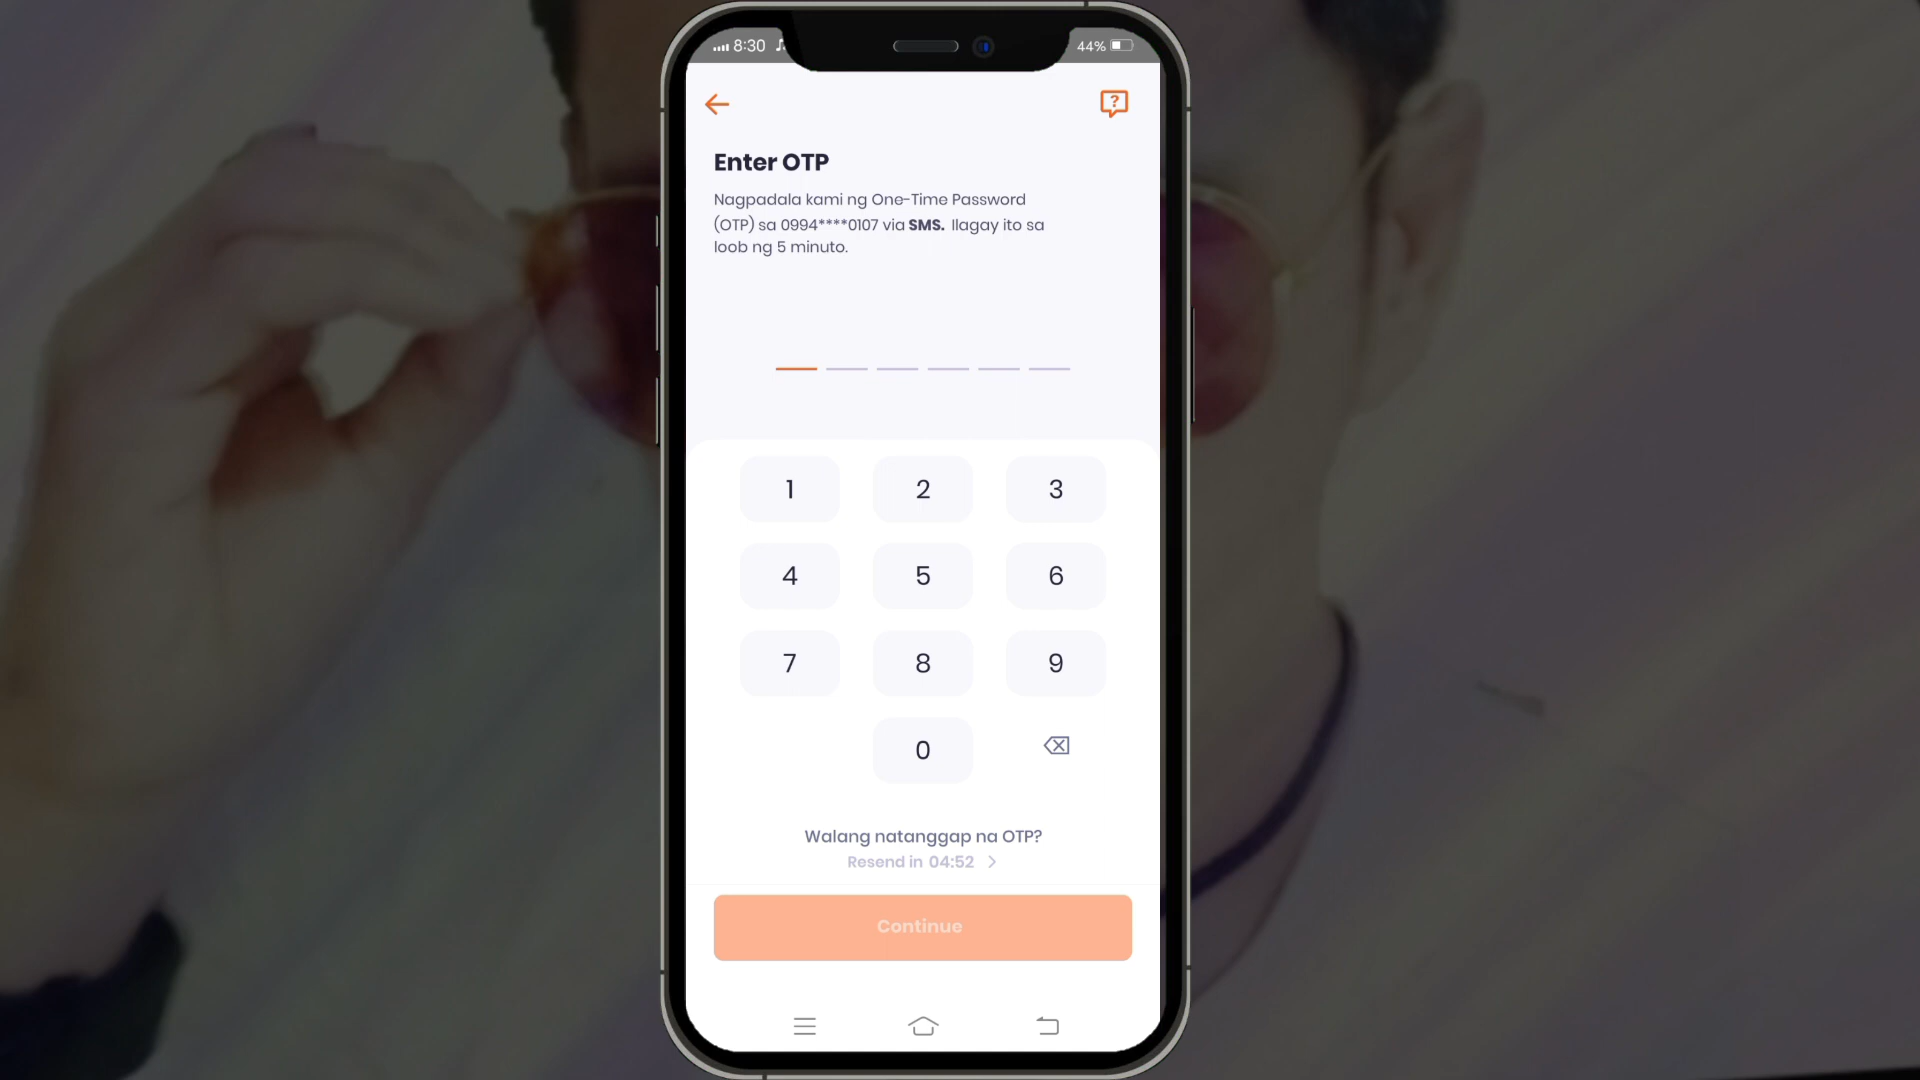 8:30
44%
Enter OTP
Nagpadala kami ng One-Time Password
(OTP) sa 0994****0107 via SMS. Ilagay ito sa
loob ng 5 minuto.
1 2 3
4 5 6
7 8 9
0
Walang natanggap na OTP?
Resend in 04:52
Continue